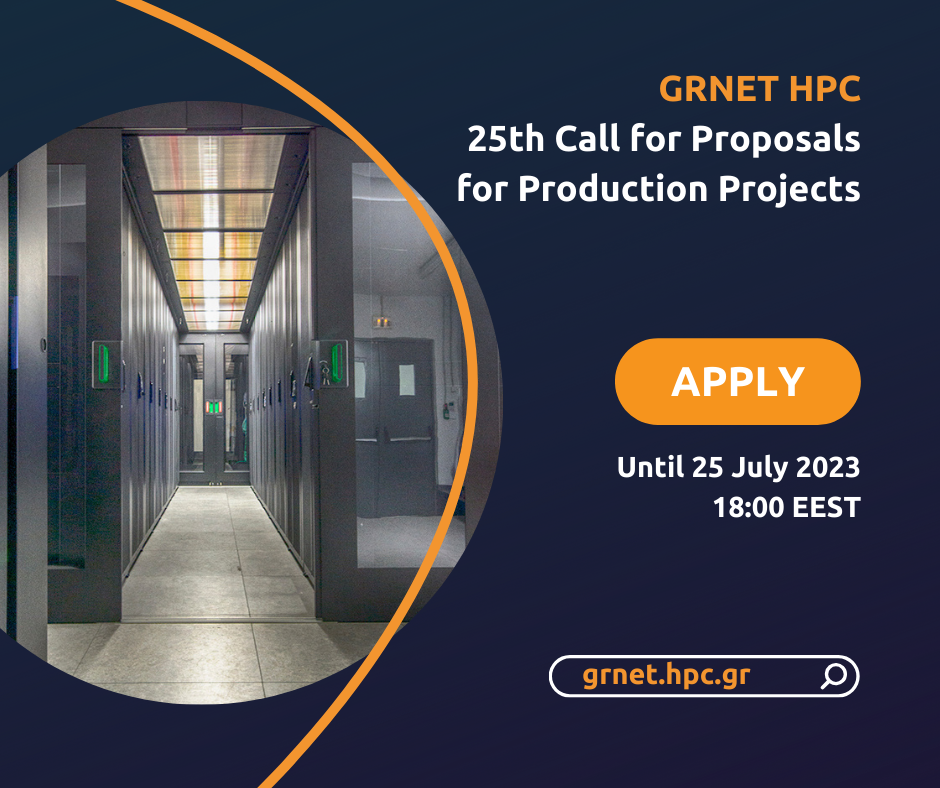 GRNET HPC
25th Call for Proposals
for Production Projects
APPLY
Until 25 July 2023
18:00 EEST
grnet.hpc.gr